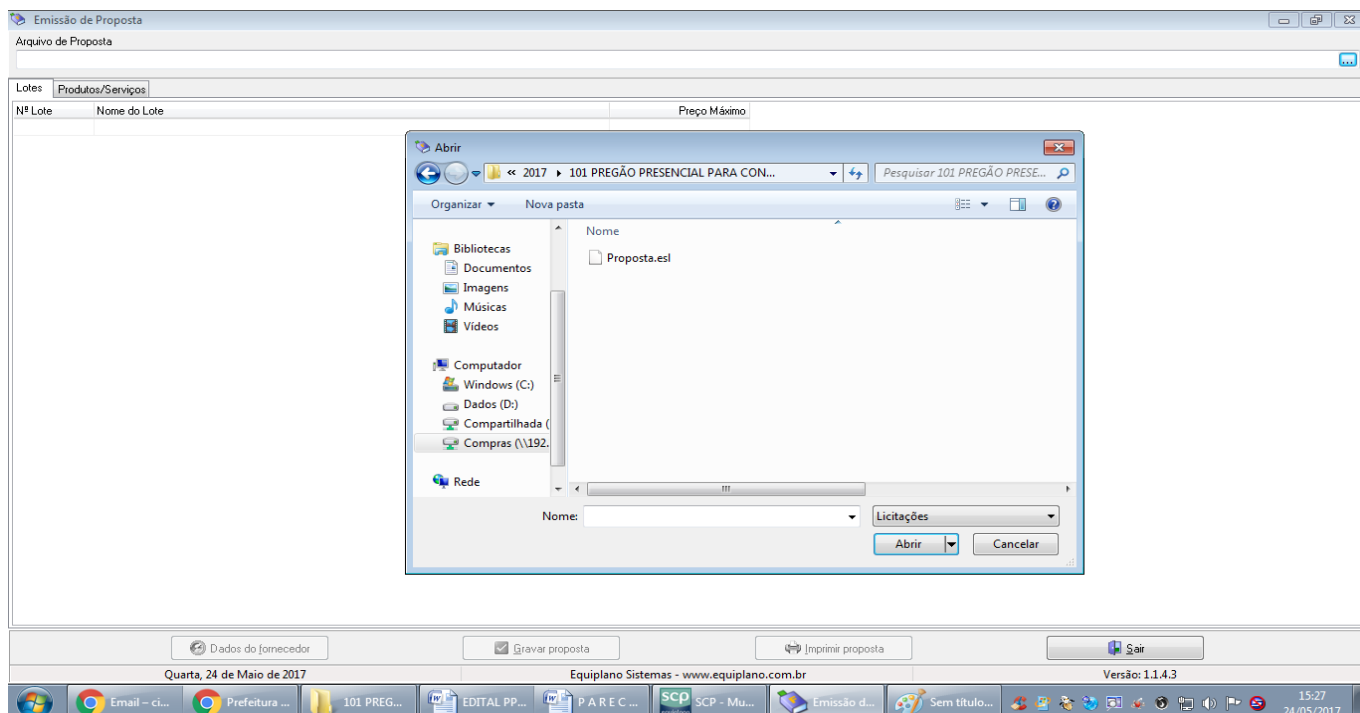 Emissão de Proposta
Arquivo de Proposta
...
Lotes Produtos/Serviços
Nº Lote Nome do Lote Preço Máximo
Abrir
« 2017 101 PREGÃO PRESENCIAL PARA CON... Pesquisar 101 PREGÃO PRESE...
Organizar Nova pasta
Nome
Bibliotecas
Proposta.esl
Documentos
Imagens
Músicas
Vídeos
Computador
Windows (C:)
Dados (D:)
Compartilhada (
Compras (\\192.
Rede
Nome: Licitações
Abrir Cancelar
Dados do fornecedor Gravar proposta Imprimir proposta Sair
Quarta, 24 de Maio de 2017 Equiplano Sistemas - www.equiplano.com.br Versão: 1.1.4.3
Email – ci... Prefeitura ... 101 PREG... EDITAL PP... P A R E C ... SCP SCP - Mu... Emissão d... Sem título... 15:27
24/05/2017